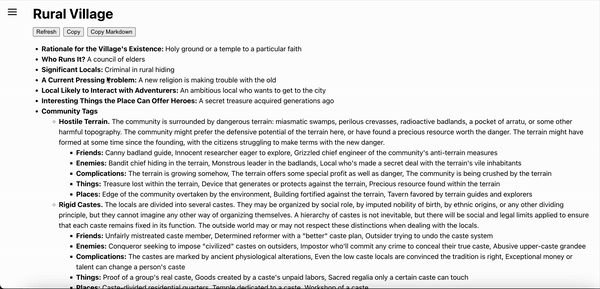 Rural Village
Refresh Copy Copy Markdown
Rationale for the Village's Existence: Holy ground or a temple to a particular faith
Who Runs It? A council of elders
Significant Locals: Criminal in rural hiding
A Current Pressing Problem: A new religion is making trouble with the old
Local Likely to Interact with Adventurers: An ambitious local who wants to get to the city
Interesting Things the Place Can Offer Heroes: A secret treasure acquired generations ago
Community Tags
Hostile Terrain. The community is surrounded by dangerous terrain: miasmatic swamps, perilous crevasses, radioactive badlands, a pocket of arratu, or some other
harmful topography. The community might prefer the defensive potential of the terrain here, or have found a precious resource worth the danger. The terrain might have
formed at some time since the founding, with the citizens struggling to make terms with the new danger.
Friends: Canny badland guide, Innocent researcher eager to explore, Grizzled chief engineer of the community's anti-terrain measures
Enemies: Bandit chief hiding in the terrain, Monstrous leader in the badlands, Local who's made a secret deal with the terrain's vile inhabitants
Complications: The terrain is growing somehow, The terrain offers some special profit as well as danger, The community is being crushed by the terrain
Things: Treasure lost within the terrain, Device that generates or protects against the terrain, Precious resource found within the terrain
Places: Edge of the community overtaken by the environment, Building fortified against the terrain, Tavern favored by terrain guides and explorers
Rigid Castes. The locals are divided into several castes. They may be organized by social role, by imputed nobility of birth, by ethnic origins, or any other dividing
principle, but they cannot imagine any other way of organizing themselves. A hierarchy of castes is not inevitable, but there will be social and legal limits applied to ensure
that each caste remains fixed in its function. The outside world may or may not respect these distinctions when dealing with the locals.
Friends: Unfairly mistreated caste member, Determined reformer with a "better" caste plan, Outsider trying to undo the caste system
Enemies: Conqueror seeking to impose "civilized" castes on outsiders, Impostor who'll commit any crime to conceal their true caste, Abusive upper-caste grandee
Complications: The castes are marked by ancient physiological alterations, Even the low caste locals are convinced the tradition is right, Exceptional money or
talent can change a person's caste
Things: Proof of a group's real caste, Goods created by a caste's unpaid labors, Sacred regalia only a certain caste can touch
Places: Caste-divided residential quarters, Temple dedicated to a caste, Workshop of a caste